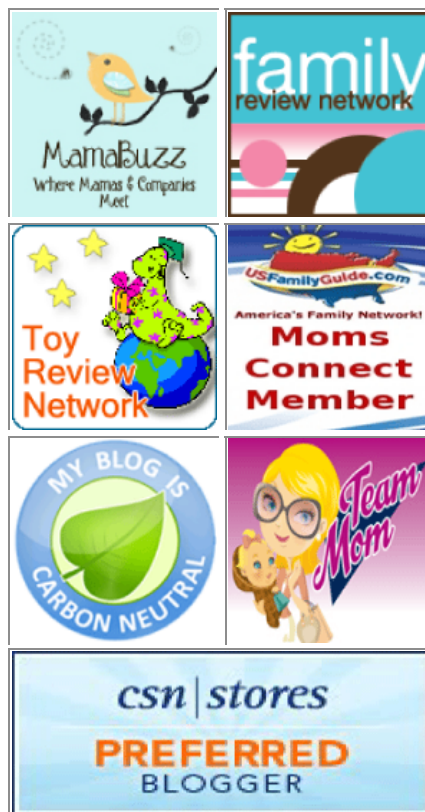 MamaBuzz
Where Mamas & Companies
Meet
family
review network
Toy
Review
Network
USFamilyGuide.com
America's Family Network!
Moms
Connect
Member
MY BLOG IS
CARBON NEUTRAL
Team
Mom
csn|stores
PREFERRED
BLOGGER